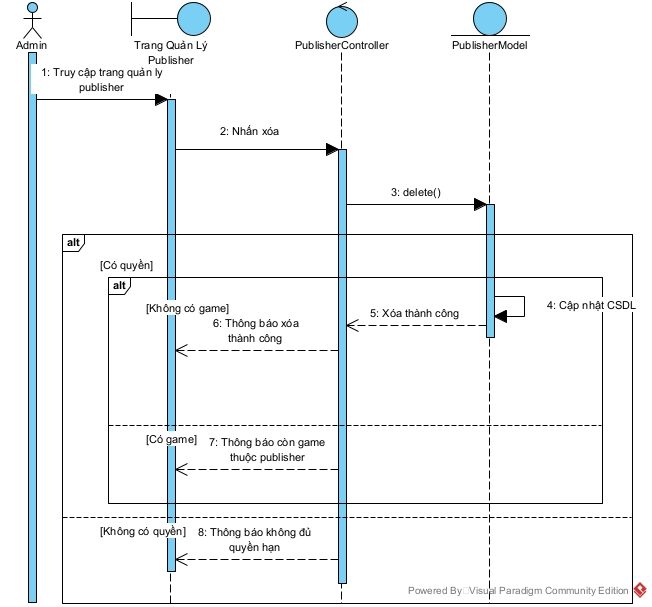 Admin
Trang Quản Lý
Publisher
PublisherController
PublisherModel
1: Truy cập trang quản ly
publisher
2: Nhấn xóa
3: delete()
alt
[Có quyền]
alt
[Không có game]
4: Cập nhật CSDL
5: Xóa thành công
6: Thông báo xóa
thành công
[Có game]
7: Thông báo còn game
thuộc publisher
[Không có quyền]
8: Thông báo không đủ
quyền hạn
Powered By Visual Paradigm Community Edition